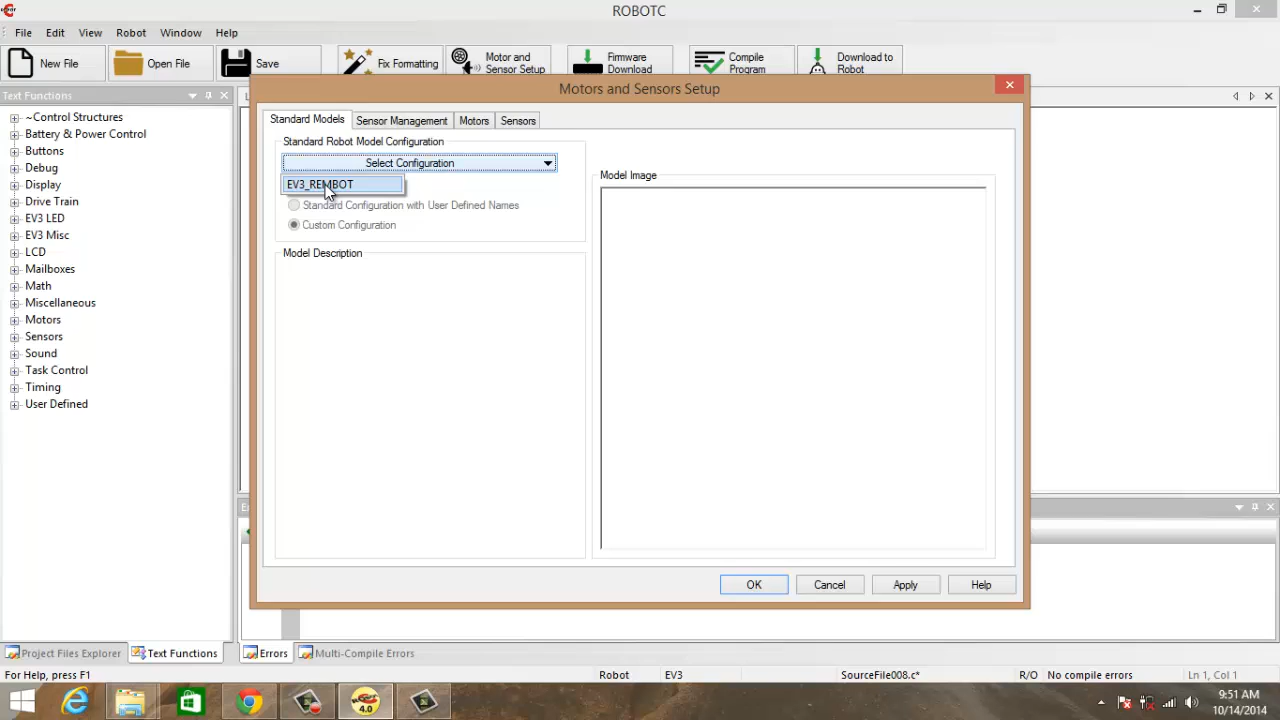 ROBOTC
File Edit View Robot Window Help
New File Open File Save Fix Formatting Motor and Sensor Setup Firmware Download Compile Program Download to Robot
Text Functions
~Control Structures
Battery & Power Control
Buttons
Debug
Display
Drive Train
EV3 LED
EV3 Misc
LCD
Mailboxes
Math
Miscellaneous
Motors
Sensors
Sound
Task Control
Timing
User Defined
Motors and Sensors Setup
Standard Models Sensor Management Motors Sensors
Standard Robot Model Configuration
Select Configuration
EV3_REMBOT
Standard Configuration with User Defined Names
Custom Configuration
Model Description
Model Image
OK Cancel Apply Help
Project Files Explorer Text Functions Errors Multi-Compile Errors
For Help, press F1 Robot EV3 SourceFile008.c* R/O No compile errors Ln 1, Col 1
4.0
9:51 AM
10/14/2014